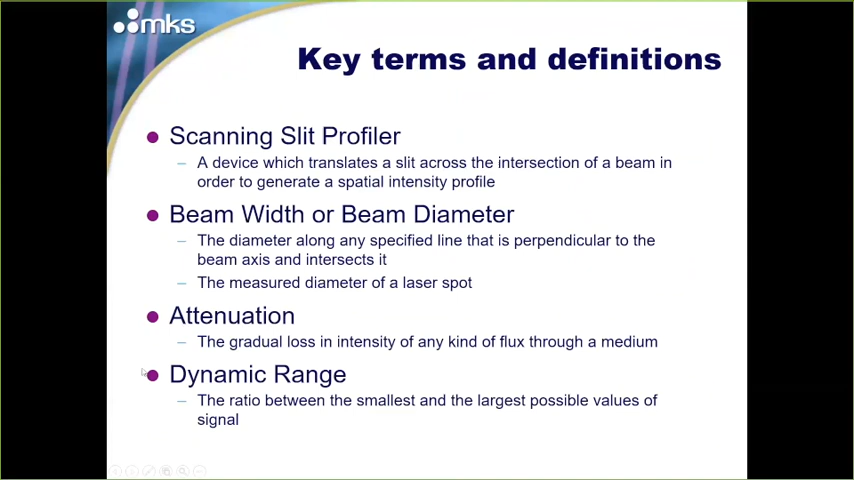 mks
Key terms and definitions
Scanning Slit Profiler
– A device which translates a slit across the intersection of a beam in
order to generate a spatial intensity profile
Beam Width or Beam Diameter
– The diameter along any specified line that is perpendicular to the
beam axis and intersects it
– The measured diameter of a laser spot
Attenuation
– The gradual loss in intensity of any kind of flux through a medium
Dynamic Range
– The ratio between the smallest and the largest possible values of
signal